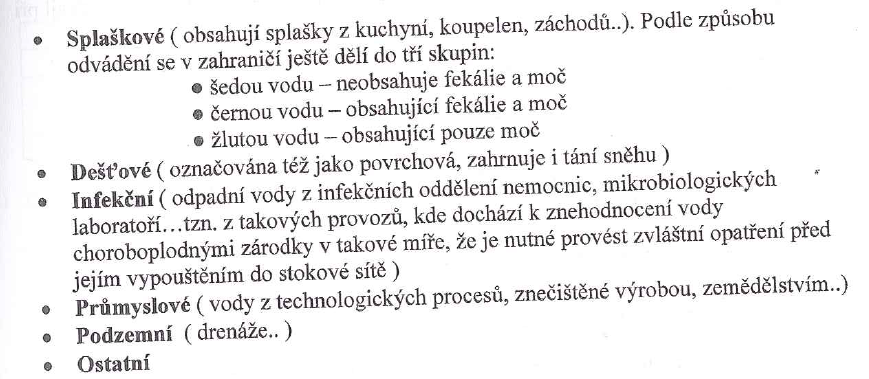 • Splaškové ( obsahují splašky z kuchyní, koupelen, záchodů..). Podle způsobu
odvádění se v zahraničí ještě dělí do tří skupin:
• šedou vodu – neobsahuje fekálie a moč
• černou vodu – obsahující fekálie a moč
• žlutou vodu – obsahující pouze moč
• Dešťové ( označována též jako povrchová, zahrnuje i tání sněhu )
• Infekční ( odpadní vody z infekčních oddělení nemocnic, mikrobiologických
laboratoří…tzn. z takových provozů, kde dochází k znehodnocení vody
choroboplodnými zárodky v takové míře, že je nutné provést zvláštní opatření před
jejím vypouštěním do stokové sítě )
• Průmyslové ( vody z technologických procesů, znečištěné výrobou, zemědělstvím..)
• Podzemní ( drenáže.. )
• Ostatní